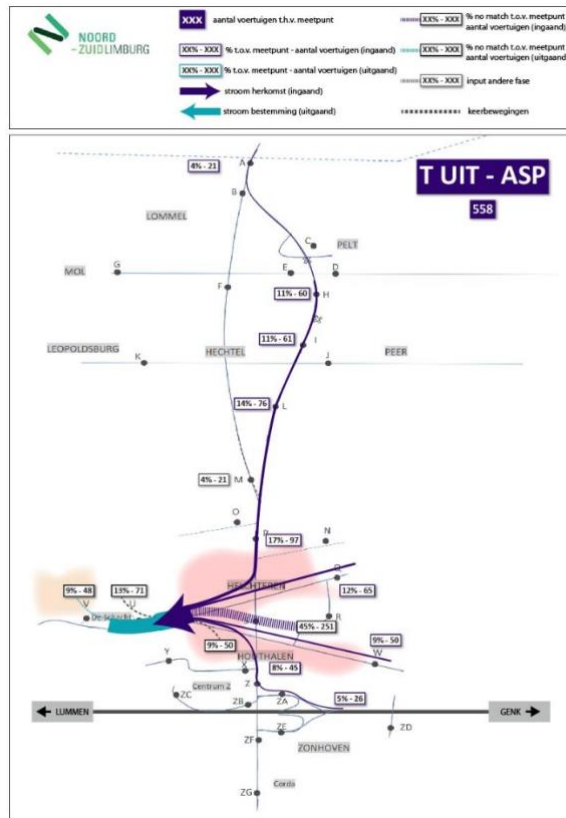 NOORD
-ZUIDLIMBURG
XXX aantal voertuigen t.h.v. meetpunt
XX% - XXX % t.o.v. meetpunt - aantal voertuigen (ingaand)
XX% - XXX % t.o.v. meetpunt - aantal voertuigen (uitgaand)
stroom herkomst (ingaand)
stroom bestemming (uitgaand)
XX% - XXX % no match t.o.v. meetpunt
aantal voertuigen (ingaand)
XX% - XXX % no match t.o.v. meetpunt
aantal voertuigen (uitgaand)
XX% - XXX input andere fase
keerbewegingen
T UIT - ASP
558
A
4% - 21
B
LOMMEL
C
PELT
MOL
G
E
D
F
11% - 60
H
11% - 61
I
LEOPOLDSBURG
HECHTEL
PEER
K
J
14% - 76
L
4% - 21
M
O
17% - 97
N
HELCHTEREN
Q
9% - 48
13% - 71
12% - 65
V
U
De Schacht
R
45% - 251
9% - 50
9% - 50
HOUTHALEN
W
Y
X
8% - 45
Z
Centrum Z
ZC
ZB
ZA
5% - 26
LUMMEN
GENK
ZE
ZD
ZF
ZONHOVEN
Corda
ZG